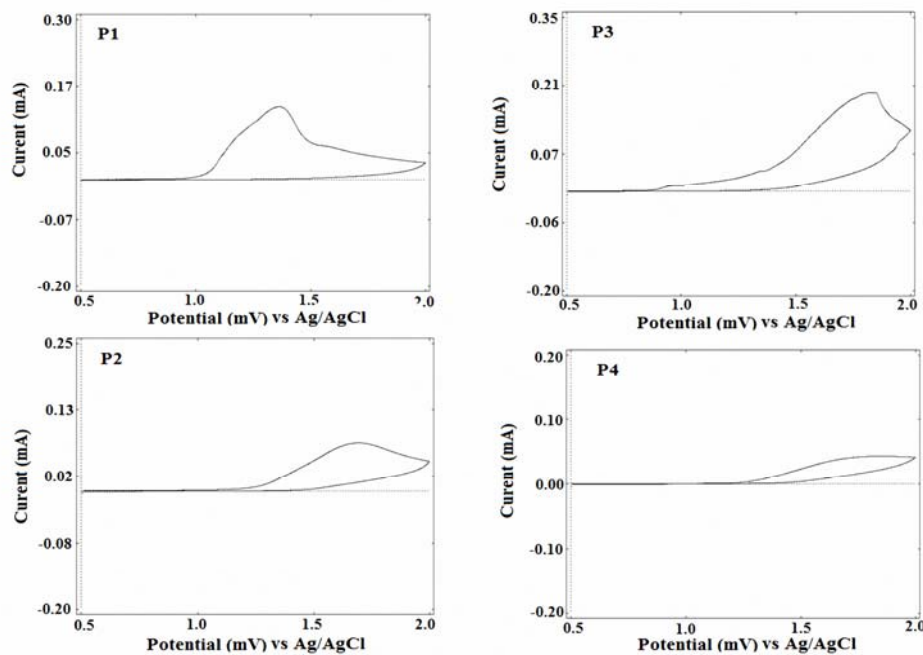 P1
0.30
0.17
0.05
-0.07
-0.20
Curent (mA)
0.5 1.0 1.5 2.0
Potential (mV) vs Ag/AgCl
P3
0.35
0.21
0.07
-0.06
-0.20
Curent (mA)
0.5 1.0 1.5 2.0
Potential (mV) vs Ag/AgCl
P2
0.25
0.13
0.02
-0.08
-0.20
Curent (mA)
0.5 1.0 1.5 2.0
Potential (mV) vs Ag/AgCl
P4
0.20
0.10
0.00
-0.10
-0.20
Curent (mA)
0.5 1.0 1.5 2.0
Potential (mV) vs Ag/AgCl